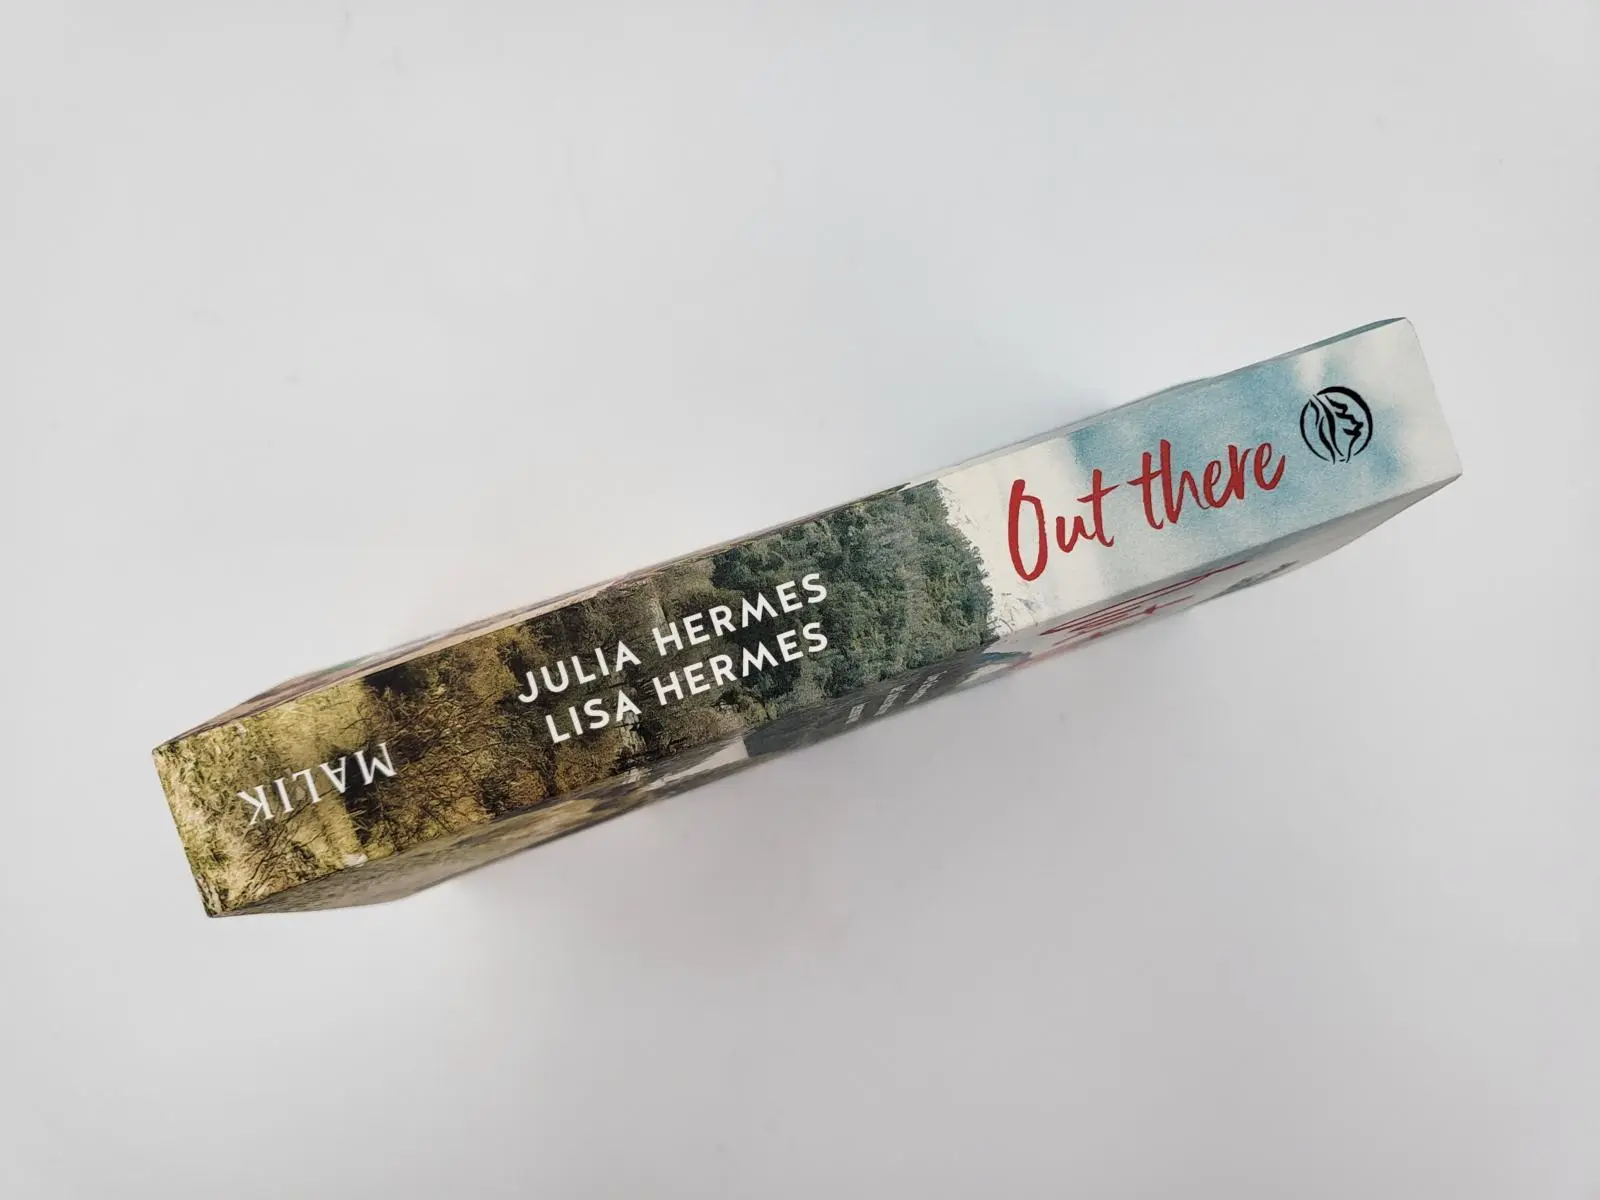 MALIK
JULIA HERMES
LISA HERMES
Out there